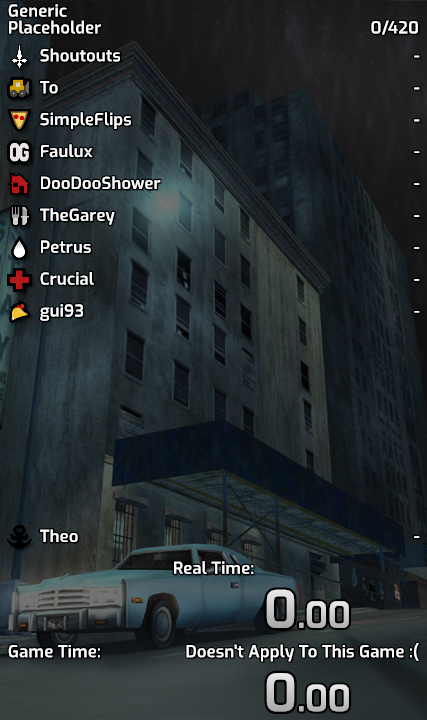 Generic
Placeholder 0/420
Shoutouts -
To -
SimpleFlips -
OG Faulux -
DooDooShower -
TheGarey -
Petrus -
Crucial -
gui93 -
Theo -
Real Time:
0.00
Game Time: Doesn't Apply To This Game :(
0.00